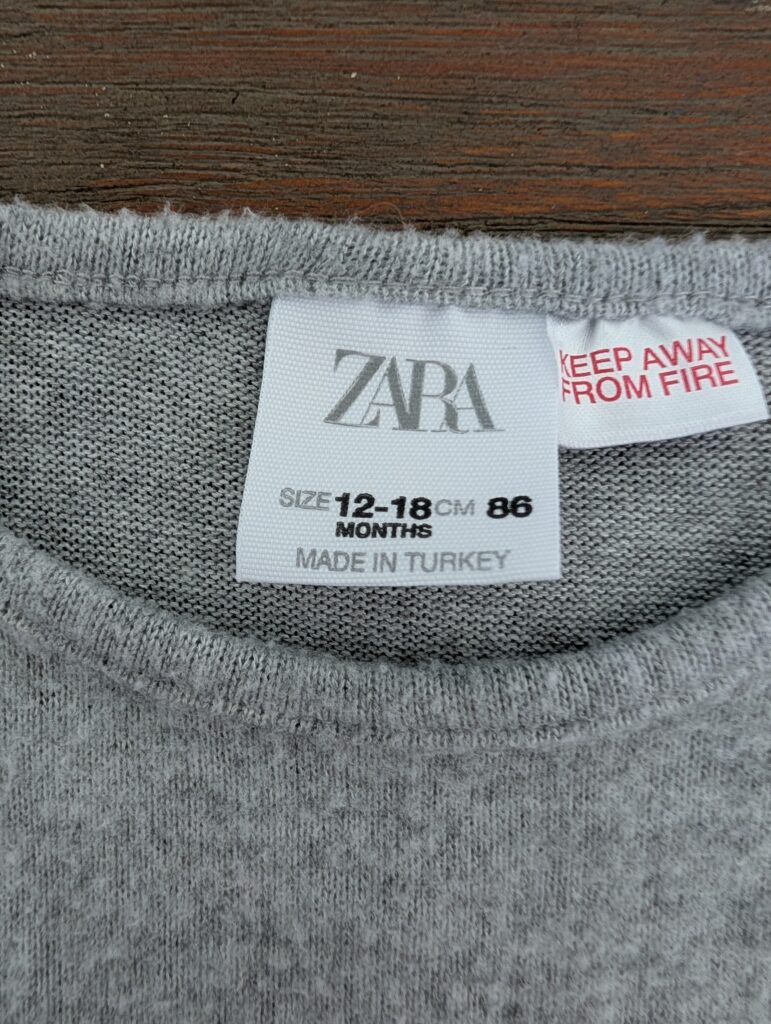 ZARA
SIZE 12-18 CM 86
MONTHS
MADE IN TURKEY
KEEP AWAY
FROM FIRE